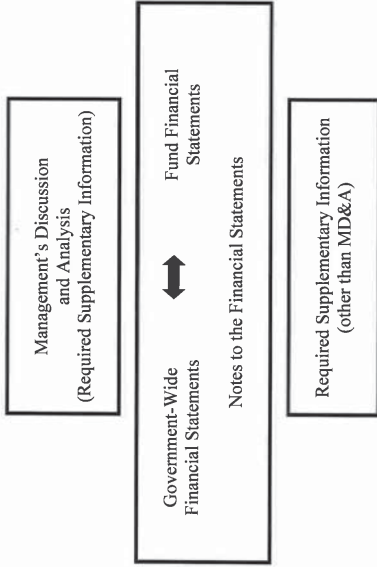 Management's Discussion
and Analysis
(Required Supplementary Information)
Government-Wide
Financial Statements
Fund Financial
Statements
Notes to the Financial Statements
Required Supplementary Information
(other than MD&A)